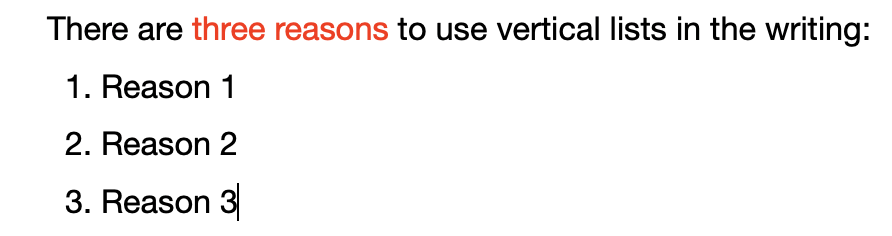 There are three reasons to use vertical lists in the writing:
1. Reason 1
2. Reason 2
3. Reason 3